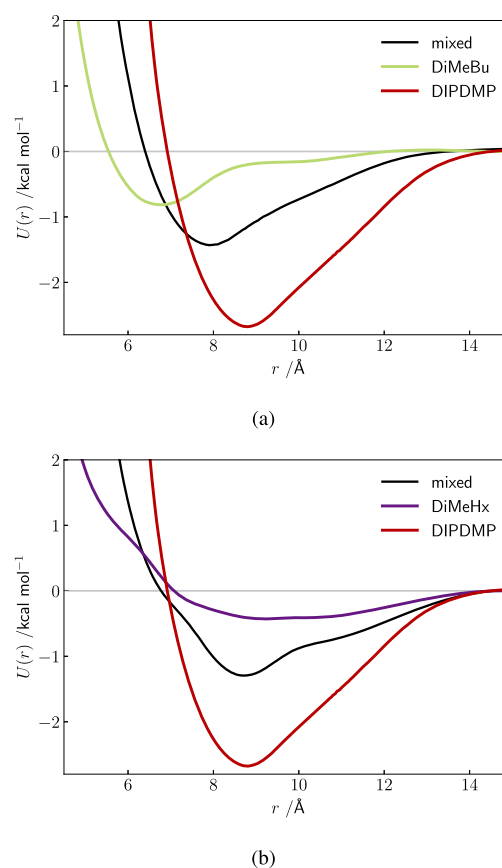 2
1
0
−1
−2
U(r) /kcal mol⁻¹
mixed
DiMeBu
DIPDMP
6 8 10 12 14
r /Å
(a)
2
1
0
−1
−2
U(r) /kcal mol⁻¹
mixed
DiMeHx
DIPDMP
6 8 10 12 14
r /Å
(b)